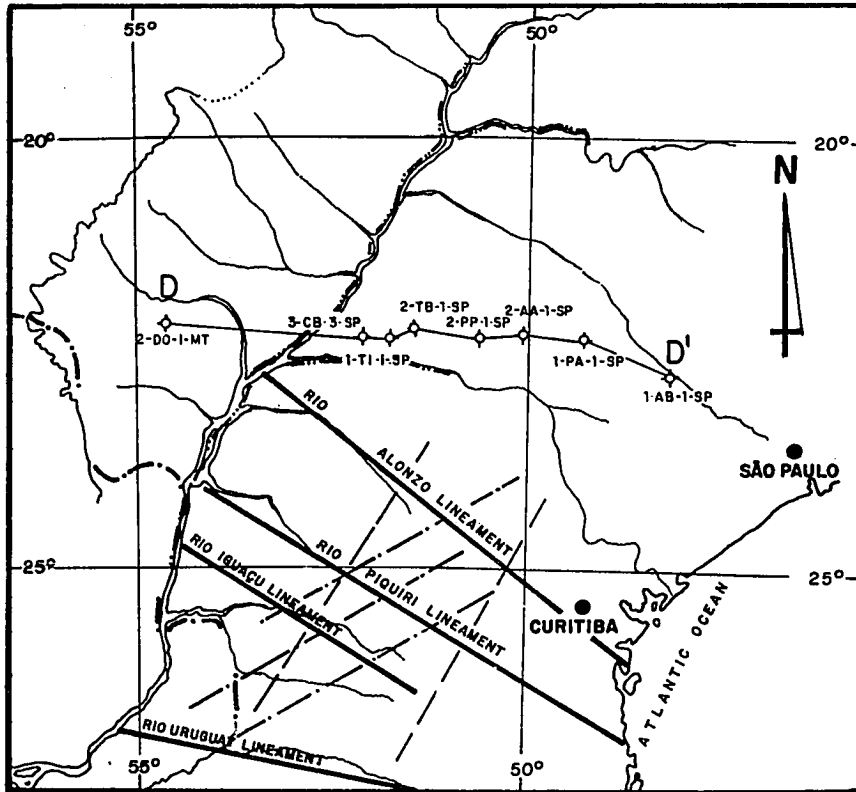 55°
50°
20°
20°
N
D
2-TB-1-SP
2-AA-1-SP
3-CB-3-SP
2-PP-1-SP
2-DO-1-MT
D'
1-TI-1-SP
1-PA-1-SP
1-AB-1-SP
RIO ALONZO LINEAMENT
SÃO PAULO
25°
25°
RIO IGUAÇU LINEAMENT
RIO PIQUIRI LINEAMENT
CURITIBA
ATLANTIC OCEAN
RIO URUGUAI LINEAMENT
55°
50°